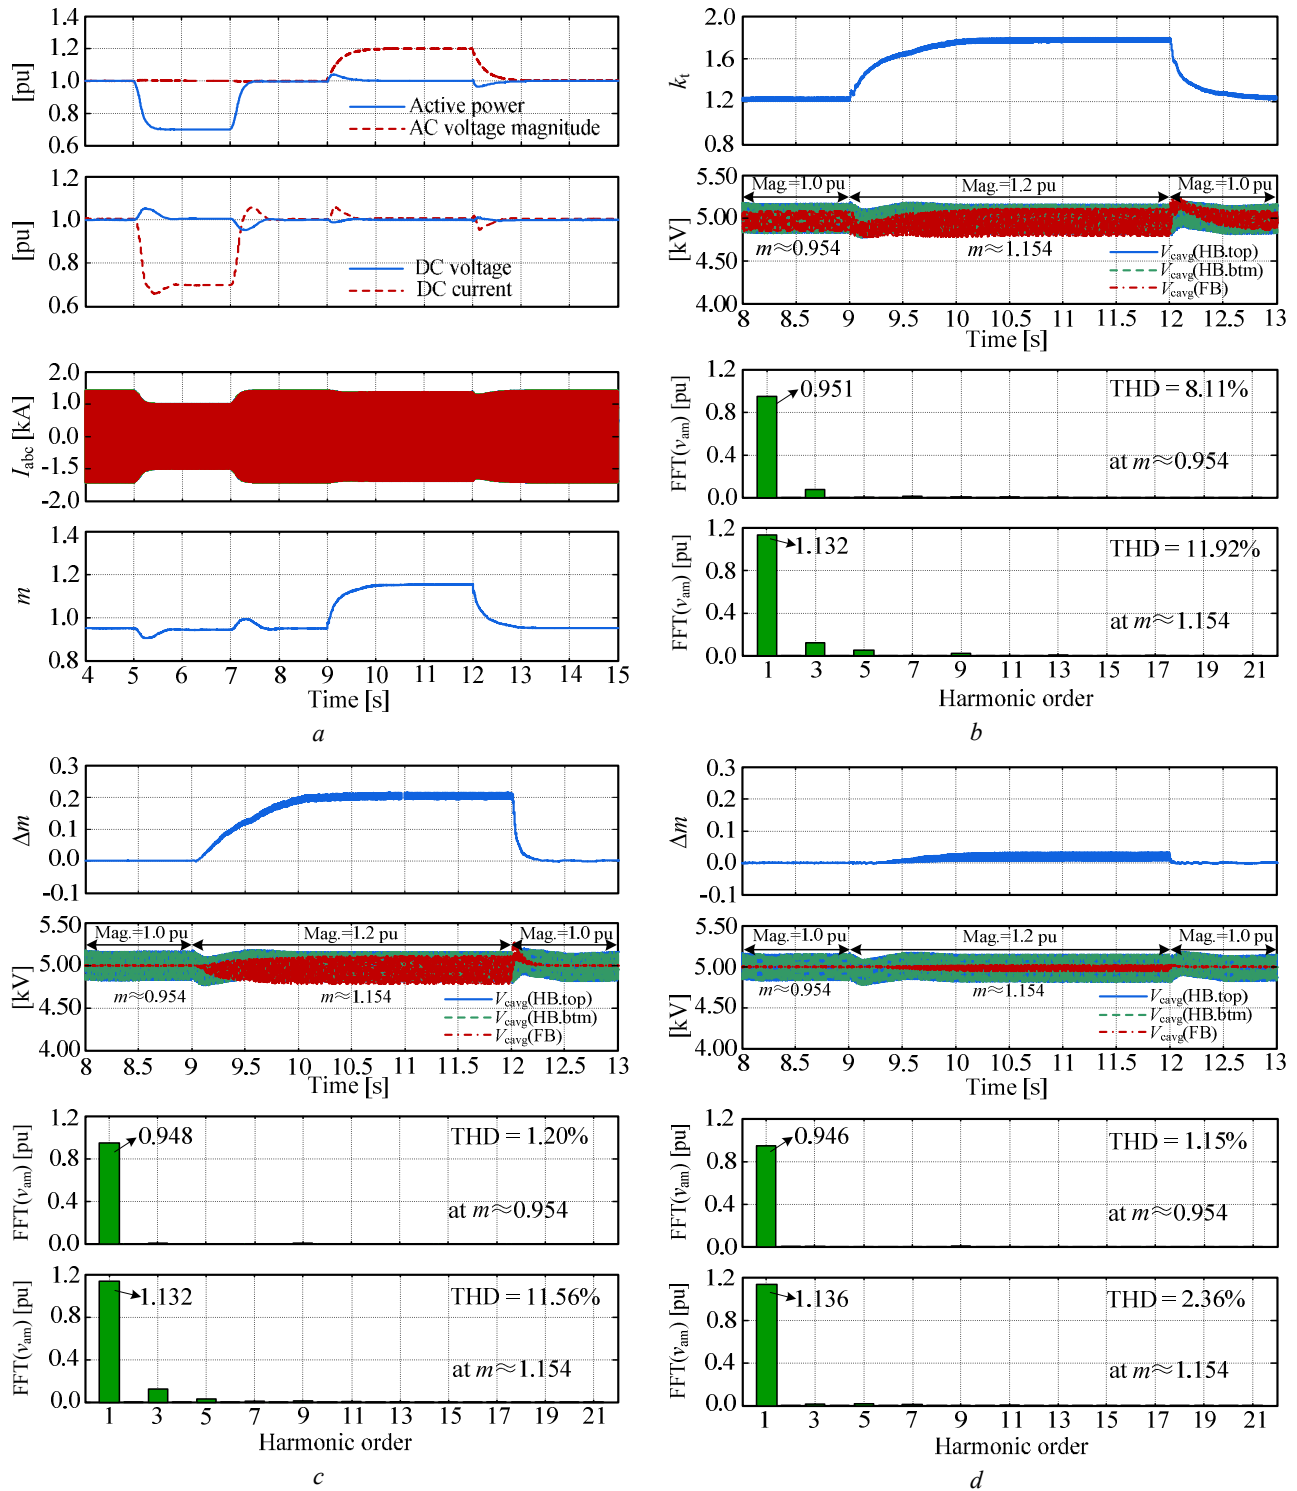 1.4
1.2
1.0
0.8
0.6
[pu]
Active power
AC voltage magnitude
1.2
1.0
0.8
0.6
[pu]
DC voltage
DC current
2.0
1.0
0.0
-1.5
-2.0
Iabc [kA]
1.4
1.2
1.0
0.8
m
4 5 6 7 8 9 10 11 12 13 14 15
Time [s]
a
2.0
1.6
1.2
0.8
kt
5.50
5.00
4.50
4.00
[kV]
Mag.=1.0 pu
Mag.=1.2 pu
Mag.=1.0 pu
m≈0.954
m≈1.154
Vcavg(HB.top)
Vcavg(HB.btm)
Vcavg(FB)
8 8.5 9 9.5 10 10.5 11 11.5 12 12.5 13
Time [s]
1.2
0.8
0.4
0.0
FFT(vam) [pu]
0.951
THD = 8.11%
at m≈0.954
1.2
0.8
0.4
0.0
FFT(vam) [pu]
1.132
THD = 11.92%
at m≈1.154
1 3 5 7 9 11 13 15 17 19 21
Harmonic order
b
0.3
0.2
0.1
0.0
-0.1
Δm
5.50
5.00
4.50
4.00
[kV]
Mag.=1.0 pu
Mag.=1.2 pu
Mag.=1.0 pu
m≈0.954
m≈1.154
Vcavg(HB.top)
Vcavg(HB.btm)
Vcavg(FB)
8 8.5 9 9.5 10 10.5 11 11.5 12 12.5 13
Time [s]
1.2
0.8
0.4
0.0
FFT(vam) [pu]
0.948
THD = 1.20%
at m≈0.954
1.2
0.8
0.4
0.0
FFT(vam) [pu]
1.132
THD = 11.56%
at m≈1.154
1 3 5 7 9 11 13 15 17 19 21
Harmonic order
c
0.3
0.2
0.1
0.0
-0.1
Δm
5.50
5.00
4.50
4.00
[kV]
Mag.=1.0 pu
Mag.=1.2 pu
Mag.=1.0 pu
m≈0.954
m≈1.154
Vcavg(HB.top)
Vcavg(HB.btm)
Vcavg(FB)
8 8.5 9 9.5 10 10.5 11 11.5 12 12.5 13
Time [s]
1.2
0.8
0.4
0.0
FFT(vam) [pu]
0.946
THD = 1.15%
at m≈0.954
1.2
0.8
0.4
0.0
FFT(vam) [pu]
1.136
THD = 2.36%
at m≈1.154
1 3 5 7 9 11 13 15 17 19 21
Harmonic order
d